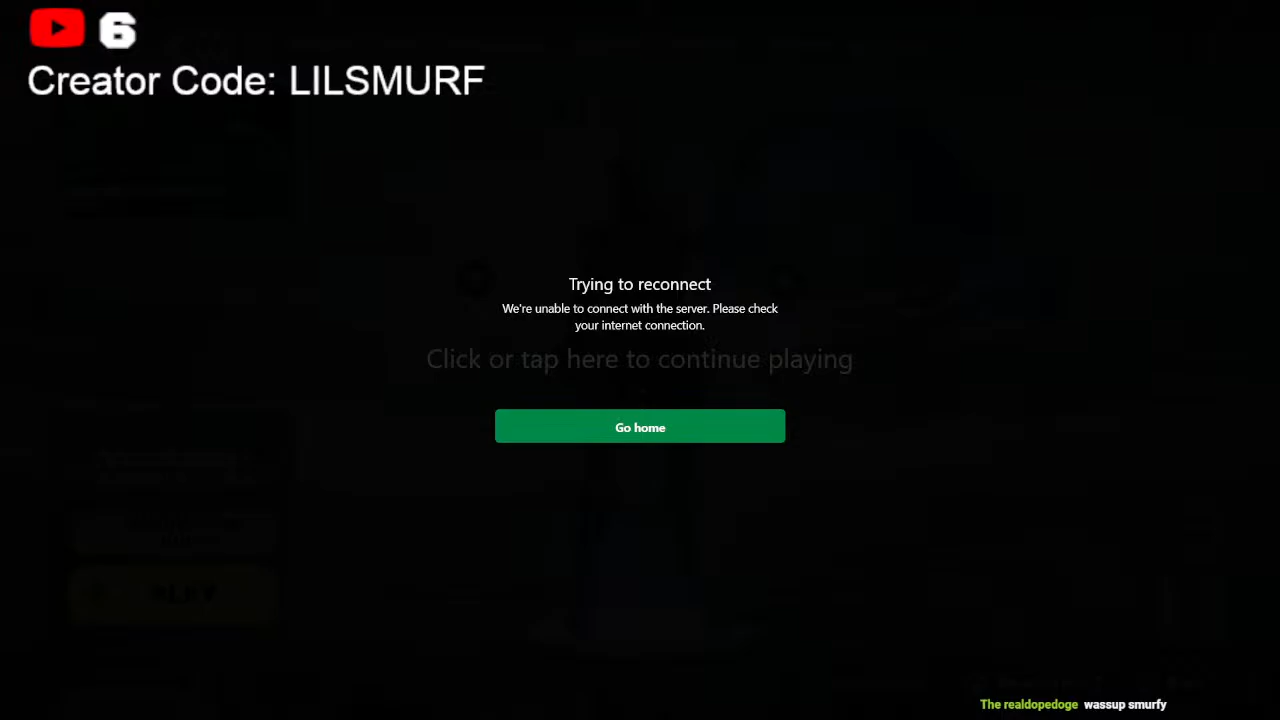 6
Creator Code: LILSMURF
Trying to reconnect
We're unable to connect with the server. Please check
your internet connection.
Click or tap here to continue playing
Go home
PLAY
The realdopedoge wassup smurfy